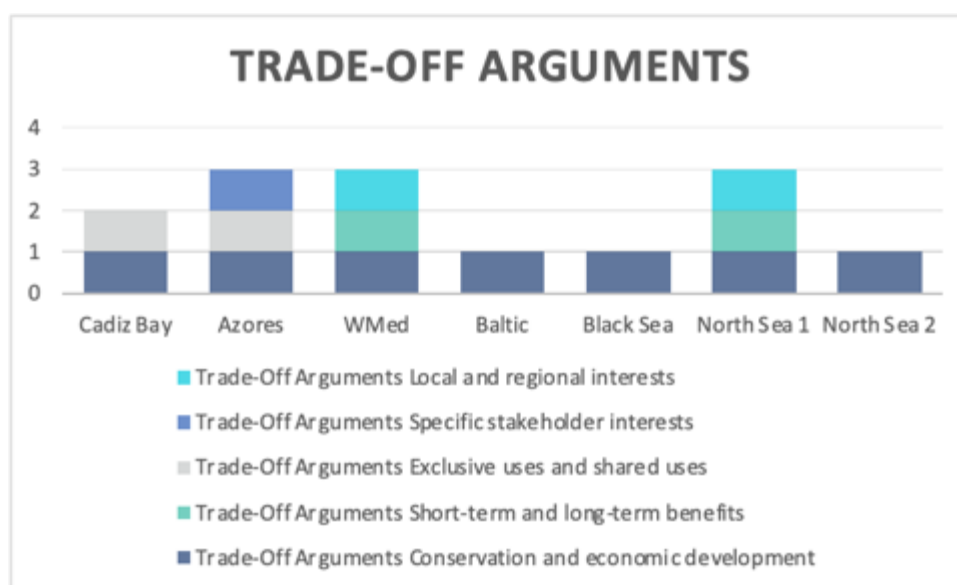 TRADE-OFF ARGUMENTS
4
3
2
1
0
Cadiz Bay Azores WMed Baltic Black Sea North Sea 1 North Sea 2
Trade-Off Arguments Local and regional interests
Trade-Off Arguments Specific stakeholder interests
Trade-Off Arguments Exclusive uses and shared uses
Trade-Off Arguments Short-term and long-term benefits
Trade-Off Arguments Conservation and economic development